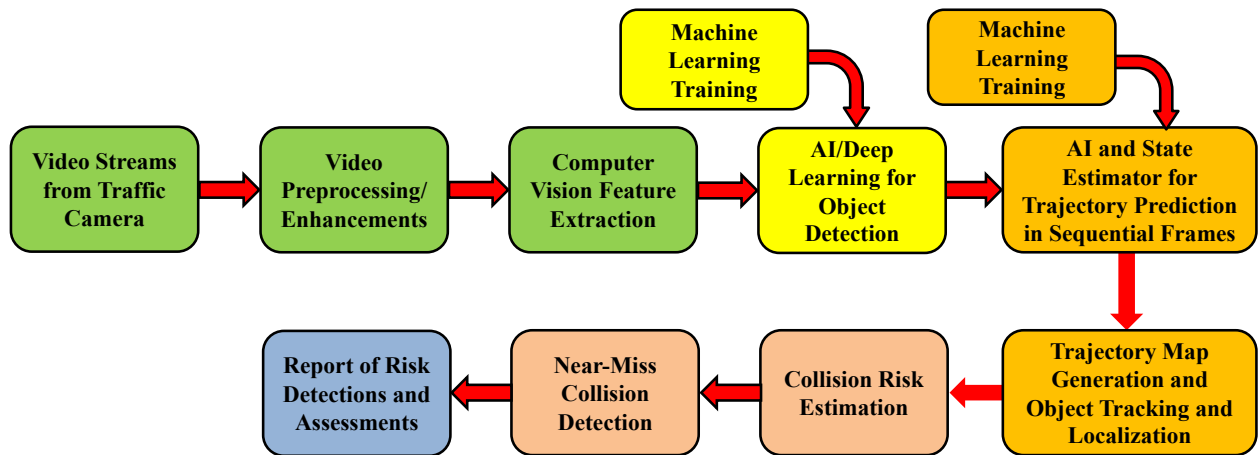 Machine
Learning
Training
Machine
Learning
Training
Video Streams
from Traffic
Camera
Video
Preprocessing/
Enhancements
Computer
Vision Feature
Extraction
AI/Deep
Learning for
Object
Detection
AI and State
Estimator for
Trajectory Prediction
in Sequential Frames
Trajectory Map
Generation and
Object Tracking and
Localization
Collision Risk
Estimation
Near-Miss
Collision
Detection
Report of Risk
Detections and
Assessments